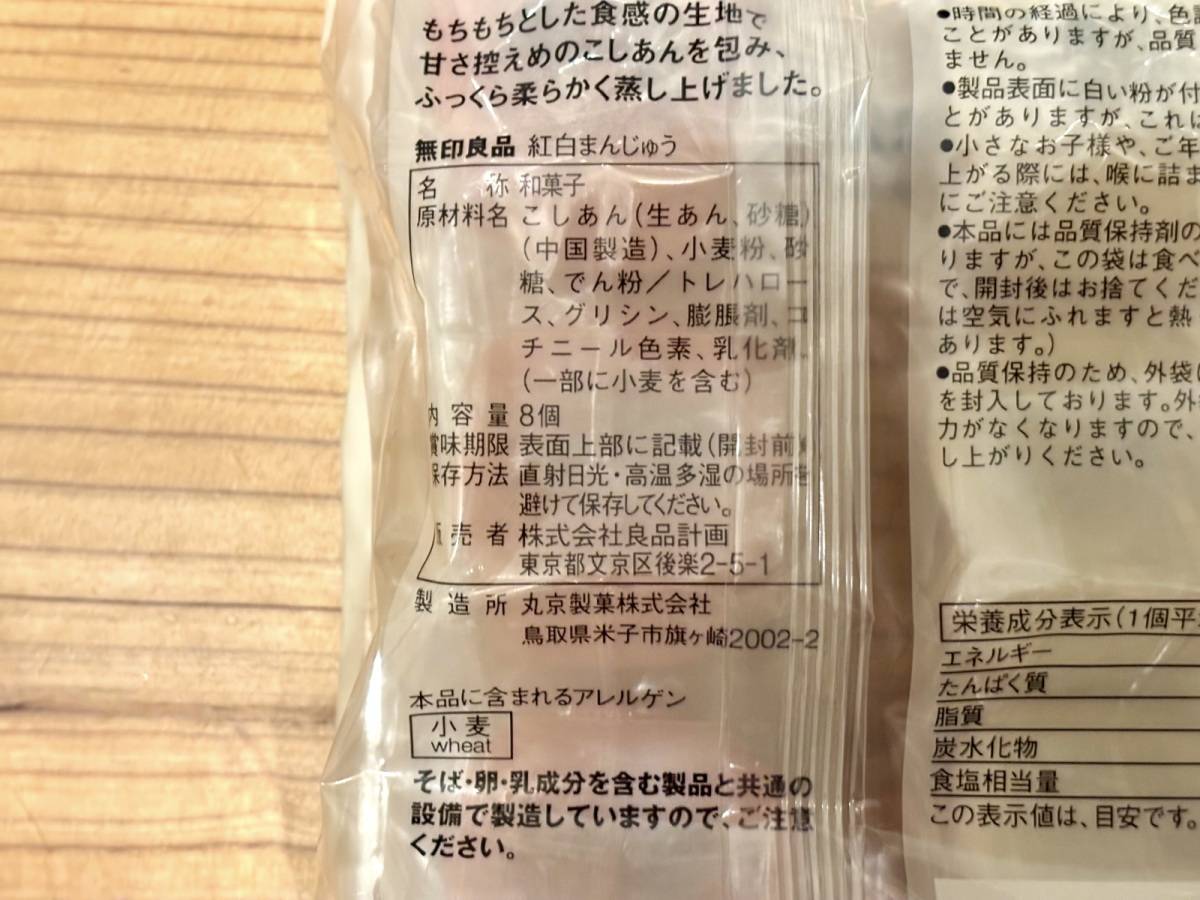 もちもちとした食感の生地で
甘さ控えめのこしあんを包み、
ふっくら柔らかく蒸し上げました。
無印良品 紅白まんじゅう
名称 和菓子
原材料名 こしあん(生あん、砂糖)
(中国製造)、小麦粉、砂
糖、でん粉/トレハロー
ス、グリシン、膨脹剤、コ
チニール色素、乳化剤、
(一部に小麦を含む)
内容量 8個
賞味期限 表面上部に記載(開封前)
保存方法 直射日光・高温多湿の場所を
避けて保存してください。
販売者 株式会社良品計画
東京都文京区後楽2-5-1
製造所 丸京製菓株式会社
鳥取県米子市旗ヶ崎2002-2
本品に含まれるアレルゲン
小麦
wheat
そば・卵・乳成分を含む製品と共通の
設備で製造していますので、ご注意
ください。
●時間の経過により、色調
ことがありますが、品質
ません。
●製品表面に白い粉が付
とがありますが、これは
●小さなお子様や、ご年
上がる際には、喉に詰ま
にご注意ください。
●本品には品質保持剤の
りますが、この袋は食べ
で、開封後はお捨てくだ
は空気にふれますと熱
あります。)
●品質保持のため、外袋に
を封入しております。外
力がなくなりますので、
し上がりください。
栄養成分表示(1個平
エネルギー
たんぱく質
脂質
炭水化物
食塩相当量
この表示値は、目安です。